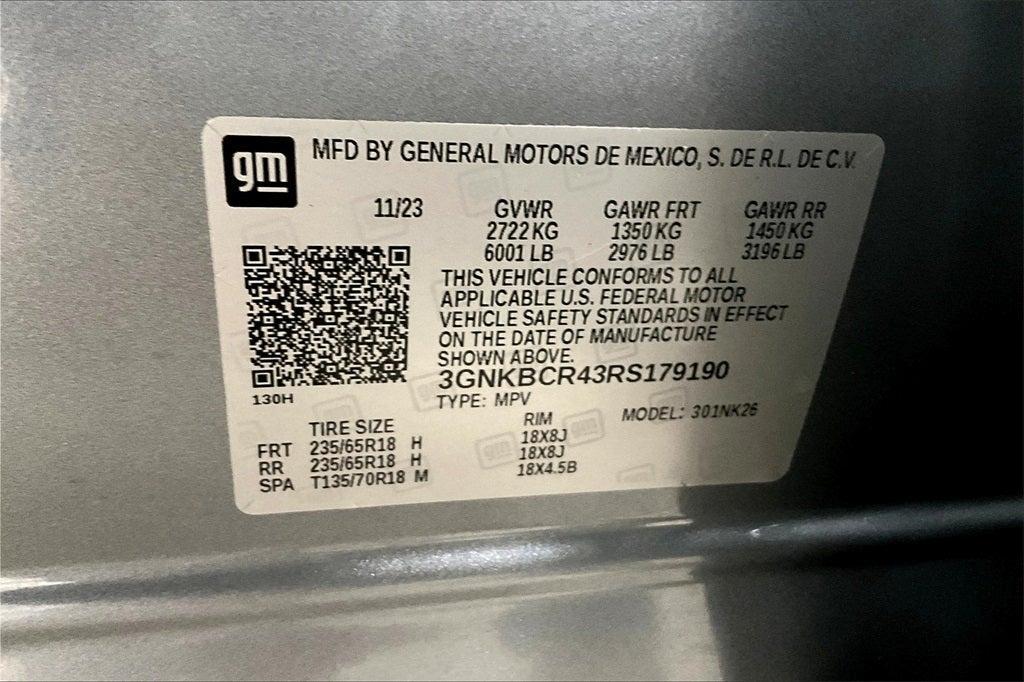 gm MFD BY GENERAL MOTORS DE MEXICO, S. DE R.L. DE C.V.
11/23 GVWR GAWR FRT GAWR RR
2722 KG 1350 KG 1450 KG
6001 LB 2976 LB 3196 LB
THIS VEHICLE CONFORMS TO ALL
APPLICABLE U.S. FEDERAL MOTOR
VEHICLE SAFETY STANDARDS IN EFFECT
ON THE DATE OF MANUFACTURE
SHOWN ABOVE.
3GNKBCR43RS179190
130H TYPE: MPV MODEL: 301NK26
TIRE SIZE RIM
FRT 235/65R18 H 18X8J
RR 235/65R18 H 18X8J
SPA T135/70R18 M 18X4.5B